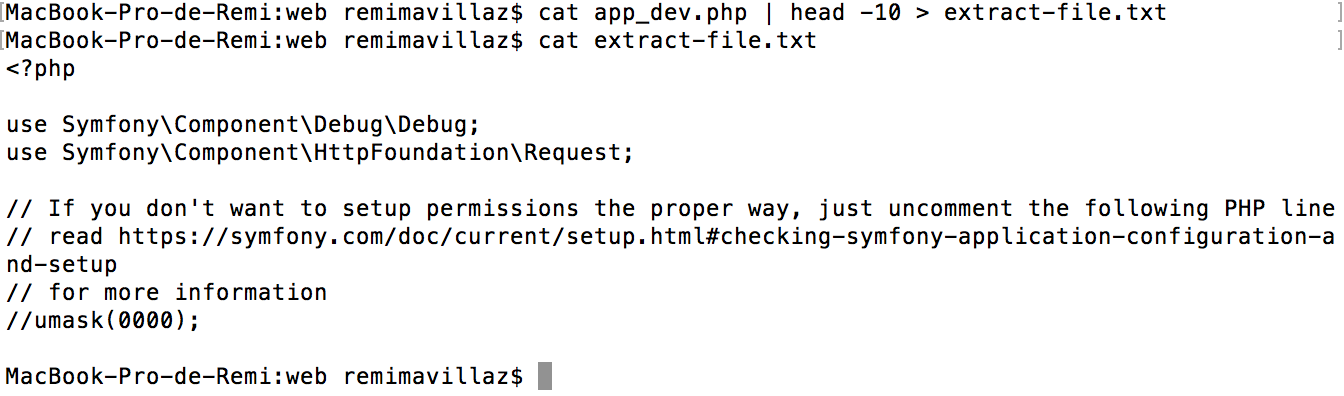 [MacBook-Pro-de-Remi:web remimavillaz$ cat app_dev.php | head -10 > extract-file.txt ]
[MacBook-Pro-de-Remi:web remimavillaz$ cat extract-file.txt ]
<?php

use Symfony\Component\Debug\Debug;
use Symfony\Component\HttpFoundation\Request;

// If you don't want to setup permissions the proper way, just uncomment the following PHP line
// read https://symfony.com/doc/current/setup.html#checking-symfony-application-configuration-a
nd-setup
// for more information
//umask(0000);

MacBook-Pro-de-Remi:web remimavillaz$